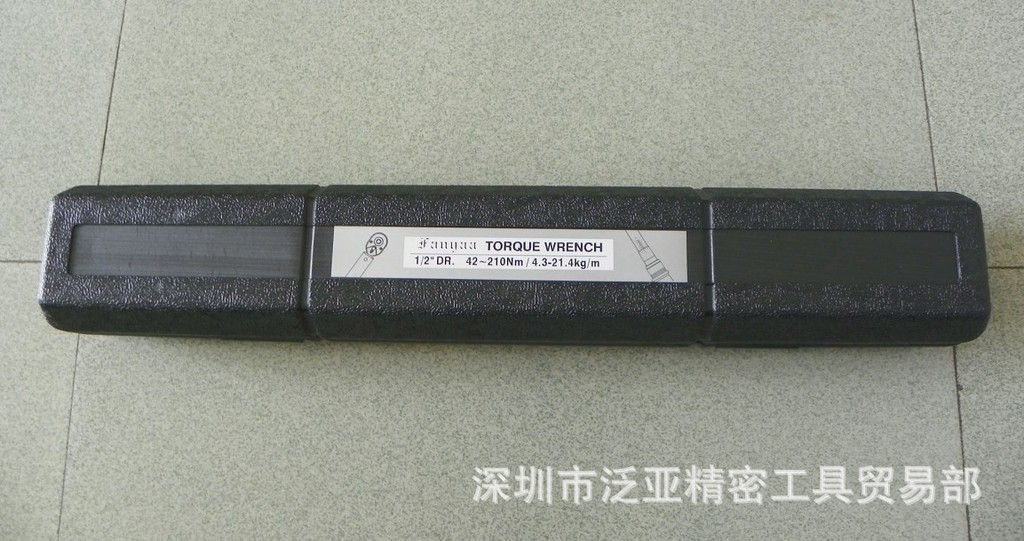 Fanyaa TORQUE WRENCH
1/2" DR. 42~210Nm / 4.3-21.4kg/m
深圳市泛亚精密工具贸易部